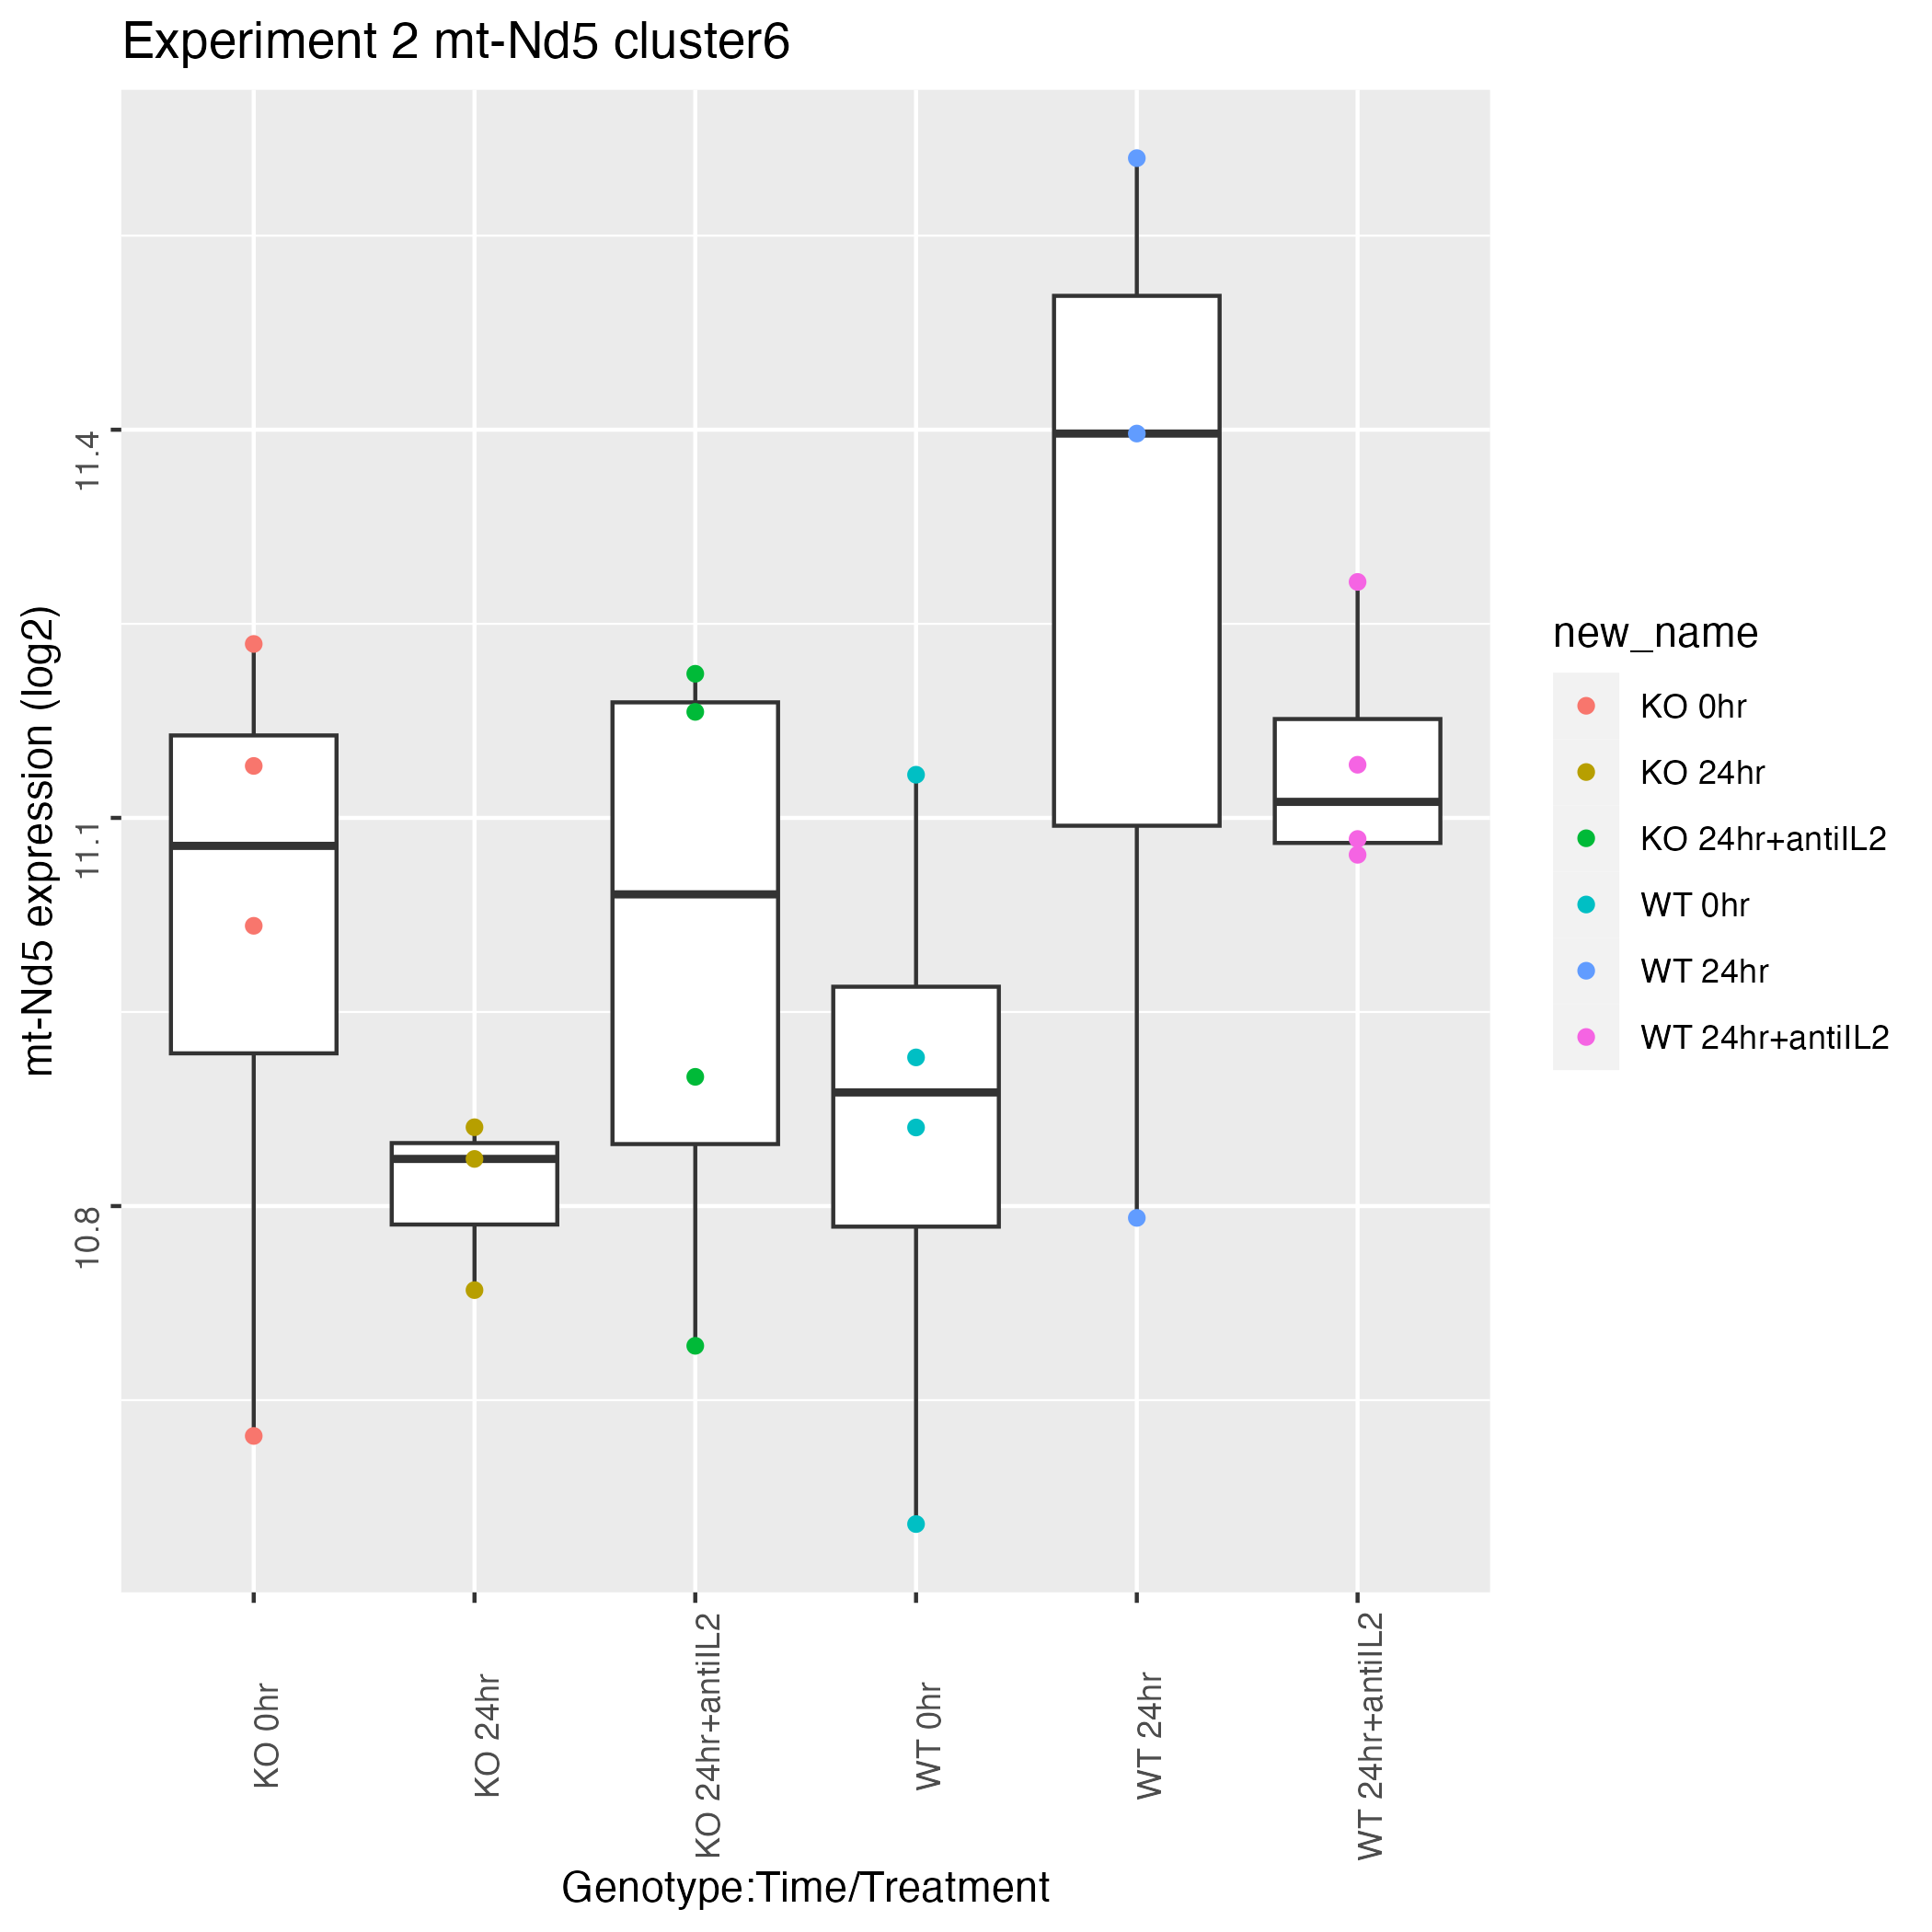 Experiment 2 mt-Nd5 cluster6
mt-Nd5 expression (log2)
11.4
11.1
10.8
KO 0hr
KO 24hr
KO 24hr+antiIL2
WT 0hr
WT 24hr
WT 24hr+antiIL2
Genotype:Time/Treatment
new_name
KO 0hr
KO 24hr
KO 24hr+antiIL2
WT 0hr
WT 24hr
WT 24hr+antiIL2